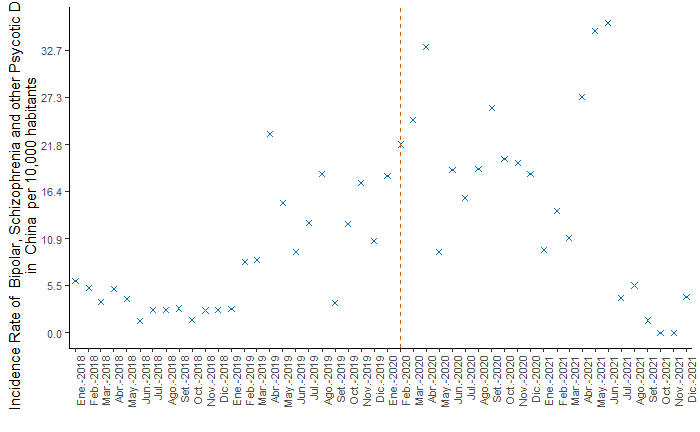 Incidence Rate of Bipolar, Schizophrenia and other Psycotic D
in China per 10,000 habitants
32.7
27.3
21.8
16.4
10.9
5.5
0.0
Ene.-2018
Feb.-2018
Mar.-2018
Abr.-2018
May.-2018
Jun.-2018
Jul.-2018
Ago.-2018
Set.-2018
Oct.-2018
Nov.-2018
Dic.-2018
Ene.-2019
Feb.-2019
Mar.-2019
Abr.-2019
May.-2019
Jun.-2019
Jul.-2019
Ago.-2019
Set.-2019
Oct.-2019
Nov.-2019
Dic.-2019
Ene.-2020
Feb.-2020
Mar.-2020
Abr.-2020
May.-2020
Jun.-2020
Jul.-2020
Ago.-2020
Set.-2020
Oct.-2020
Nov.-2020
Dic.-2020
Ene.-2021
Feb.-2021
Mar.-2021
Abr.-2021
May.-2021
Jun.-2021
Jul.-2021
Ago.-2021
Set.-2021
Oct.-2021
Nov.-2021
Dic.-2021